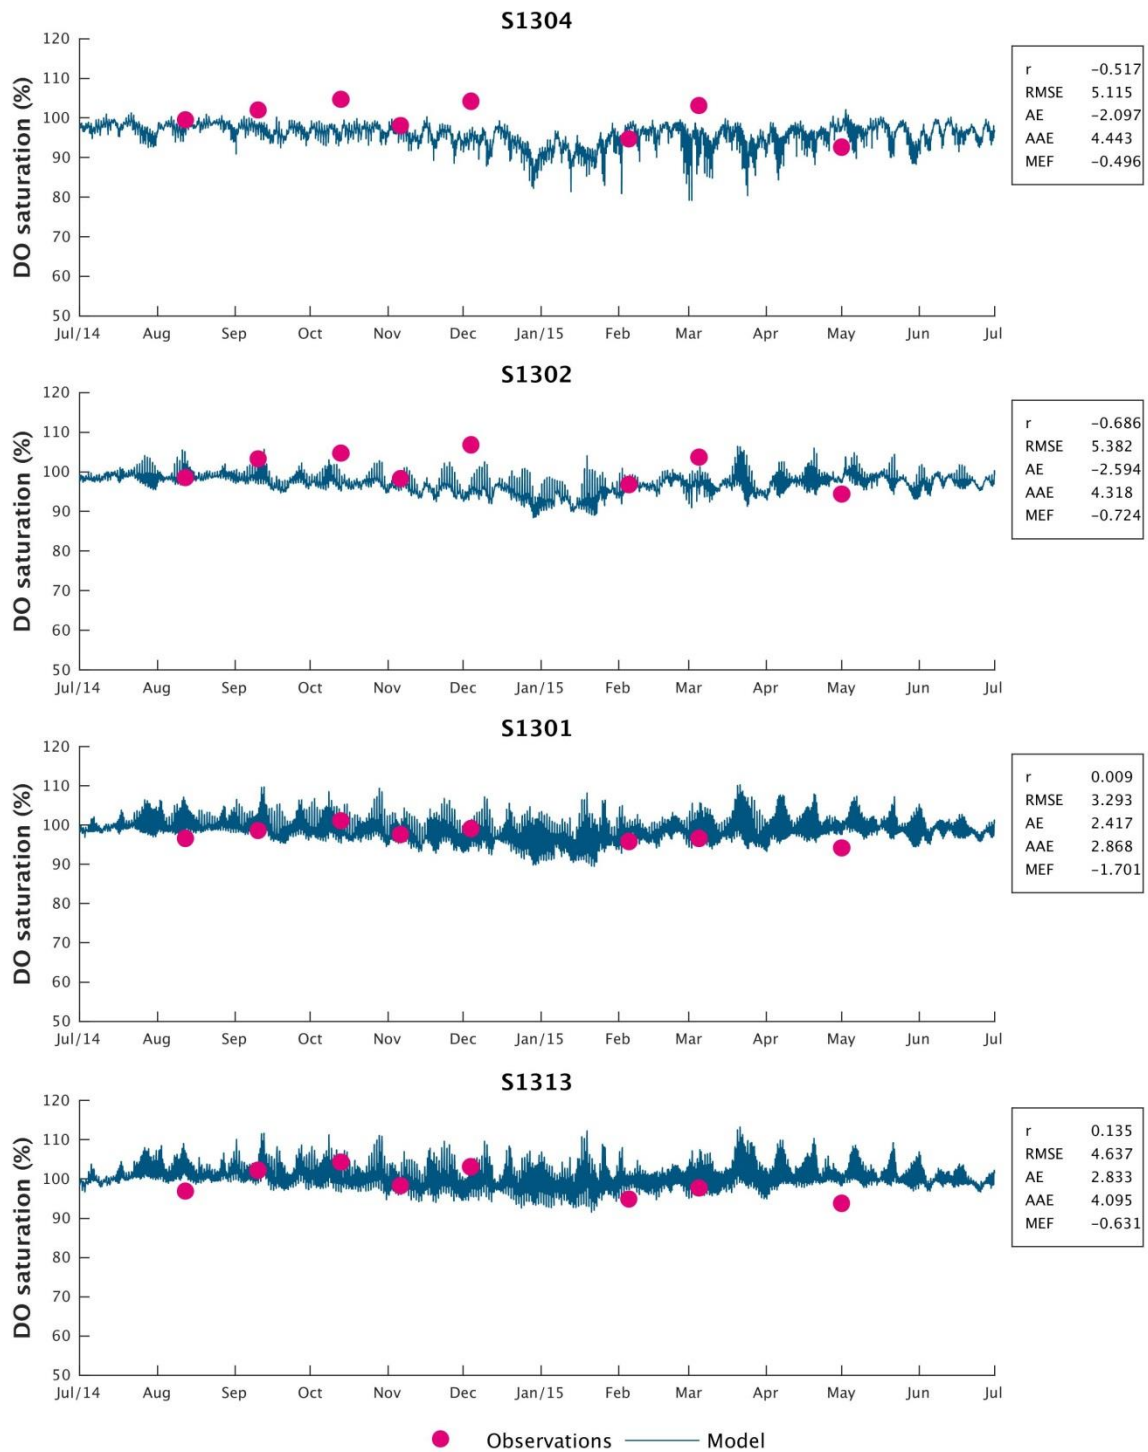 S1304
DO saturation (%)
120
110
100
90
80
70
60
50
Jul/14 Aug Sep Oct Nov Dec Jan/15 Feb Mar Apr May Jun Jul
r −0.517
RMSE 5.115
AE −2.097
AAE 4.443
MEF −0.496
S1302
DO saturation (%)
120
110
100
90
80
70
60
50
Jul/14 Aug Sep Oct Nov Dec Jan/15 Feb Mar Apr May Jun Jul
r −0.686
RMSE 5.382
AE −2.594
AAE 4.318
MEF −0.724
S1301
DO saturation (%)
120
110
100
90
80
70
60
50
Jul/14 Aug Sep Oct Nov Dec Jan/15 Feb Mar Apr May Jun Jul
r 0.009
RMSE 3.293
AE 2.417
AAE 2.868
MEF −1.701
S1313
DO saturation (%)
120
110
100
90
80
70
60
50
Jul/14 Aug Sep Oct Nov Dec Jan/15 Feb Mar Apr May Jun Jul
r 0.135
RMSE 4.637
AE 2.833
AAE 4.095
MEF −0.631
Observations Model